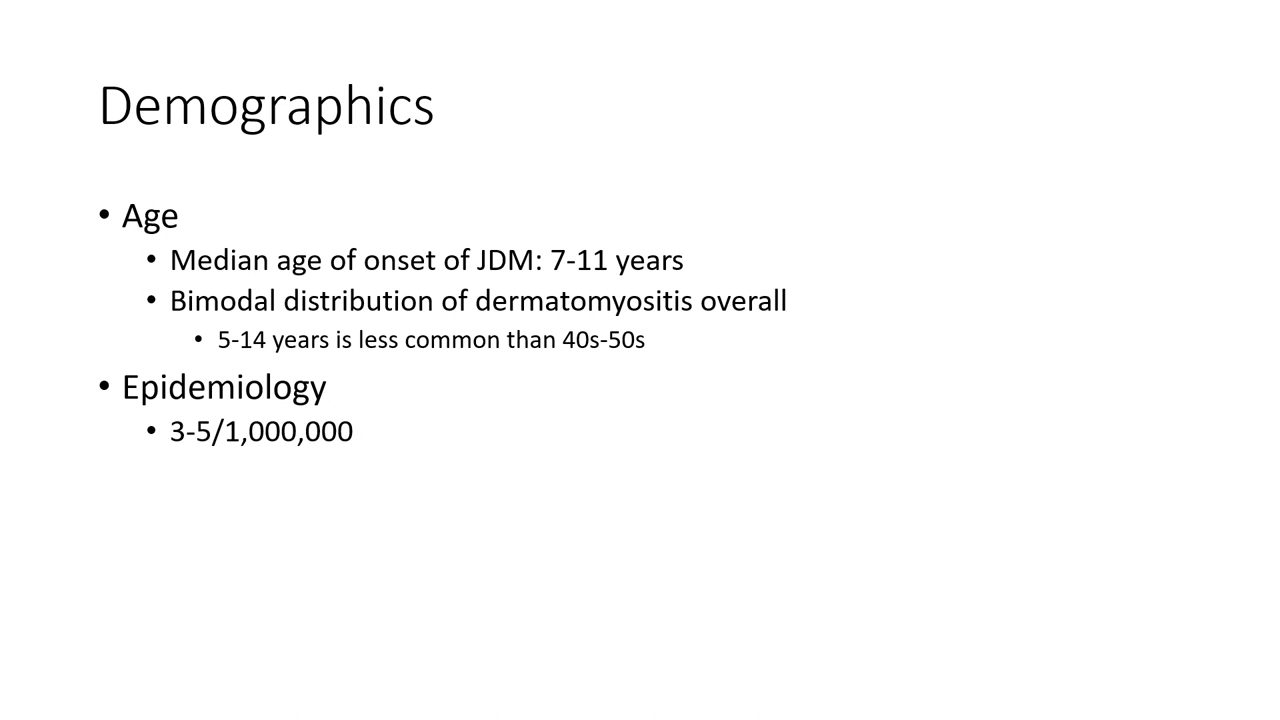 Demographics
• Age
• Median age of onset of JDM: 7-11 years
• Bimodal distribution of dermatomyositis overall
• 5-14 years is less common than 40s-50s
• Epidemiology
• 3-5/1,000,000